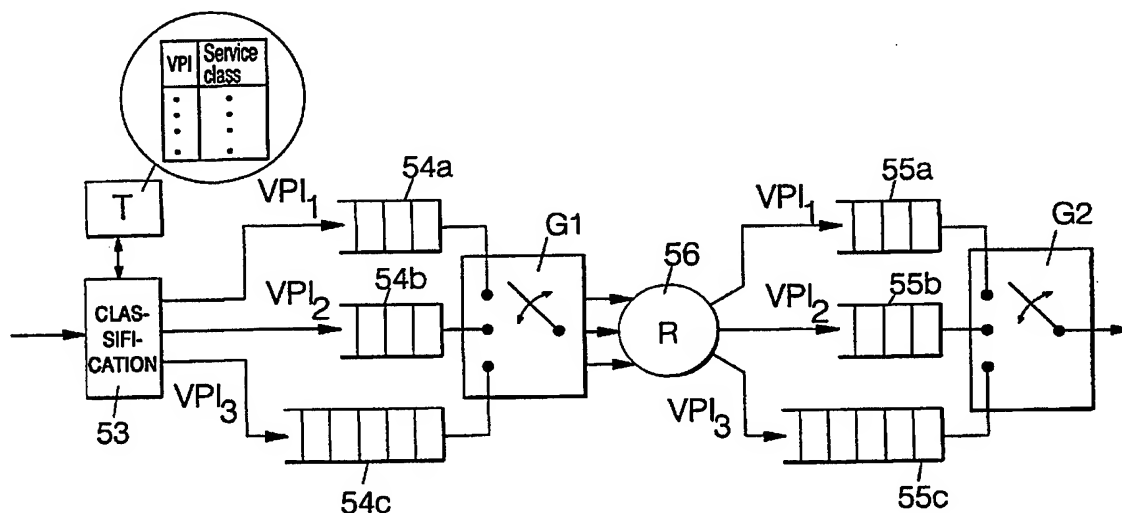 VPI Service class
T
CLAS-
SIFI-
CATION
53
VPI1
54a
VPI2
54b
VPI3
54c
G1
56
R
VPI1
55a
VPI2
55b
VPI3
55c
G2